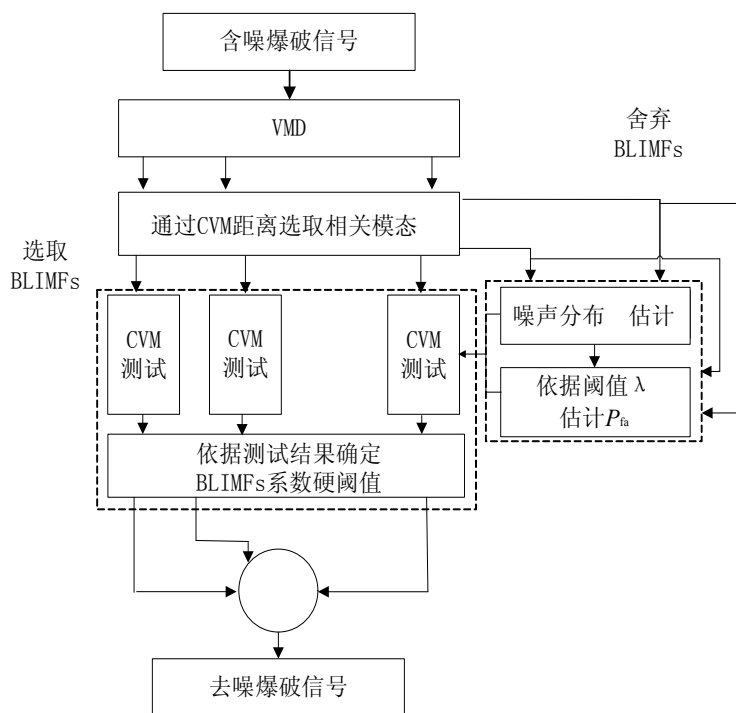 含噪爆破信号
VMD
舍弃
BLIMFs
通过CVM距离选取相关模态
选取
BLIMFs
CVM
测试
CVM
测试
CVM
测试
噪声分布 估计
依据阈值λ
估计Pfa
依据测试结果确定
BLIMFs系数硬阈值
去噪爆破信号